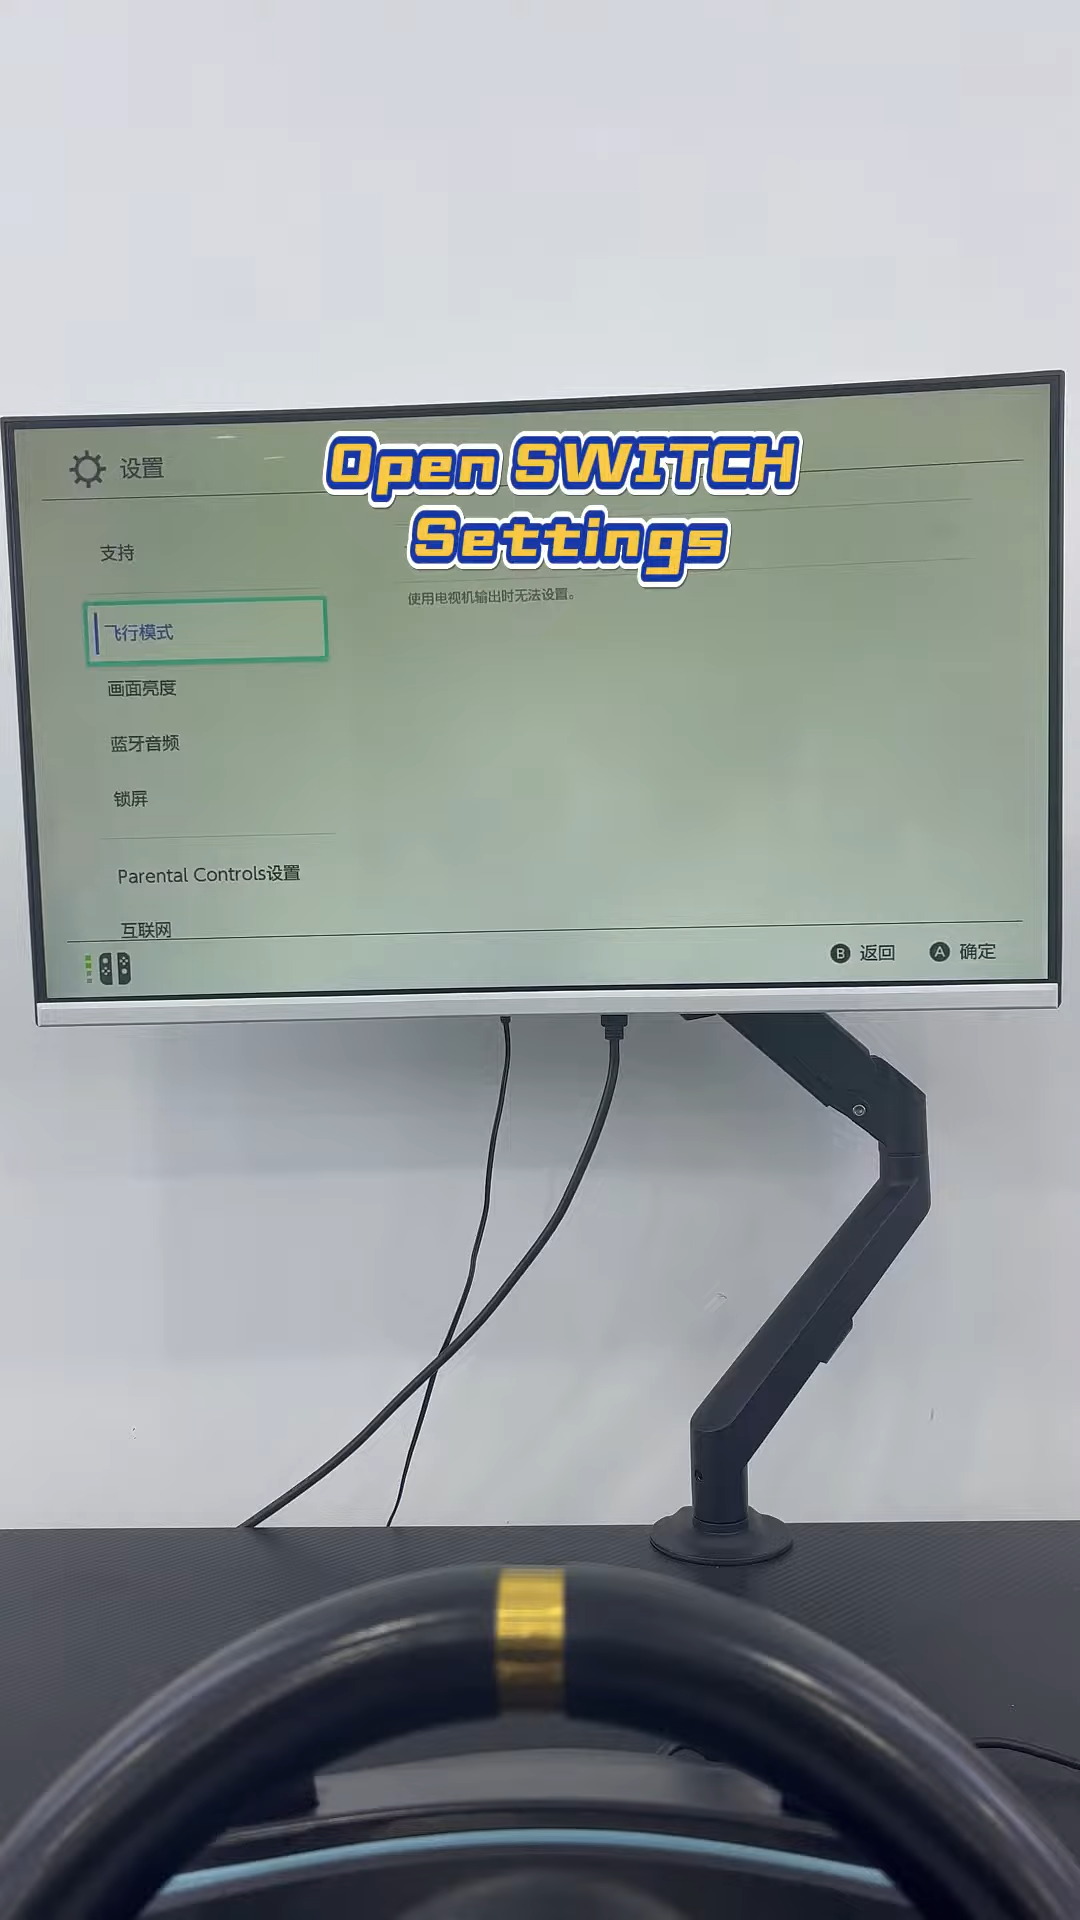 Open SWITCH
Settings
设置
支持
飞行模式
画面亮度
蓝牙音频
锁屏
Parental Controls设置
互联网
使用电视机输出时无法设置。
B 返回
A 确定